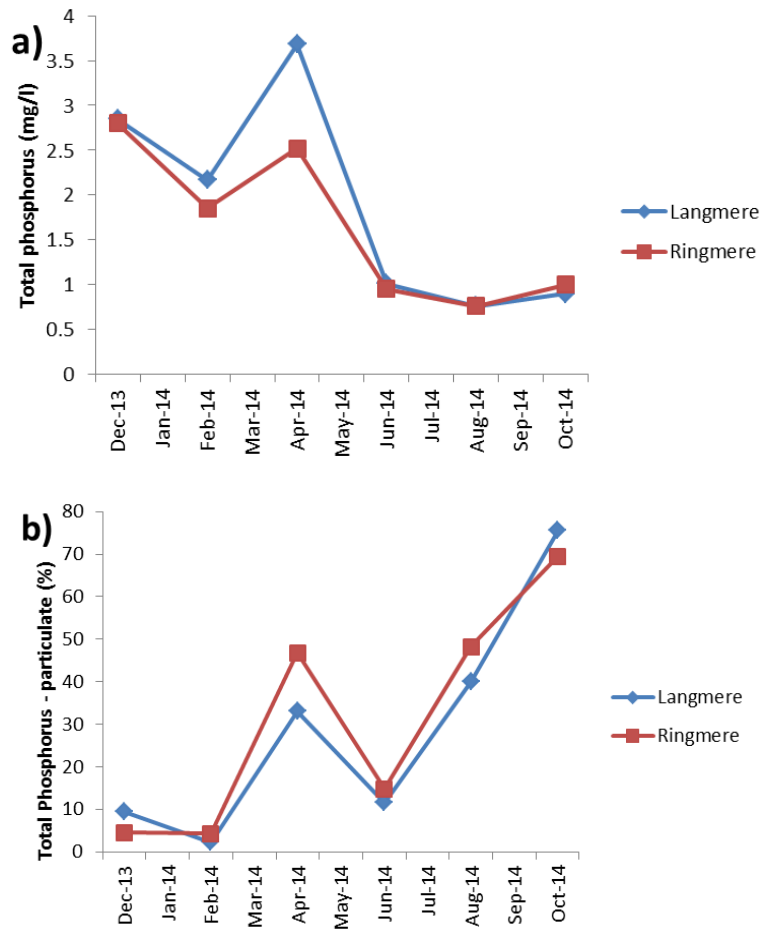 a)
Total phosphorus (mg/l)
4
3.5
3
2.5
2
1.5
1
0.5
0
Dec-13
Jan-14
Feb-14
Mar-14
Apr-14
May-14
Jun-14
Jul-14
Aug-14
Sep-14
Oct-14
Langmere
Ringmere
b)
Total Phosphorus - particulate (%)
80
70
60
50
40
30
20
10
0
Dec-13
Jan-14
Feb-14
Mar-14
Apr-14
May-14
Jun-14
Jul-14
Aug-14
Sep-14
Oct-14
Langmere
Ringmere